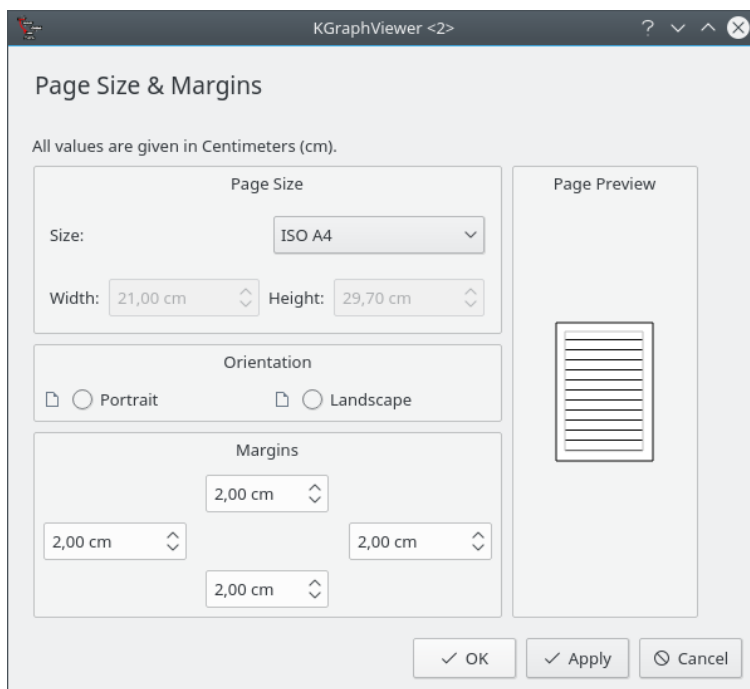 KGraphViewer <2>
Page Size & Margins
All values are given in Centimeters (cm).
Page Size
Page Preview
Size:
ISO A4
Width: 21,00 cm Height: 29,70 cm
Orientation
Portrait Landscape
Margins
2,00 cm
2,00 cm 2,00 cm
2,00 cm
OK Apply Cancel